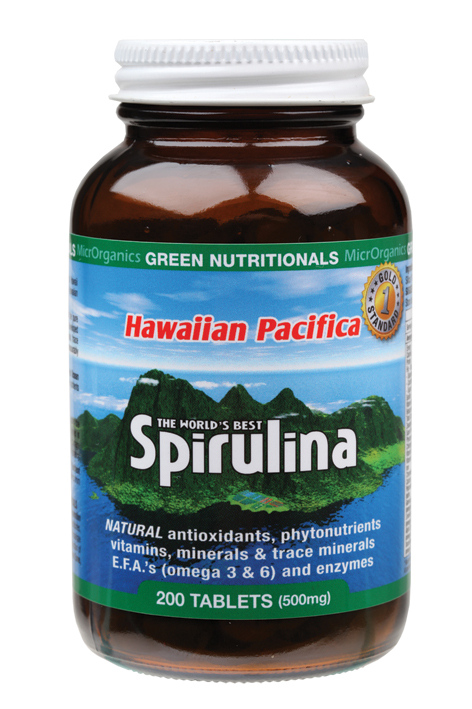 MicrOrganics GREEN NUTRITIONALS MicrOrganics
GOLD
1
STANDARD
Hawaiian Pacifica
THE WORLD'S BEST
Spirulina
NATURAL antioxidants, phytonutrients
vitamins, minerals & trace minerals
E.F.A.'s (omega 3 & 6) and enzymes
200 TABLETS (500mg)